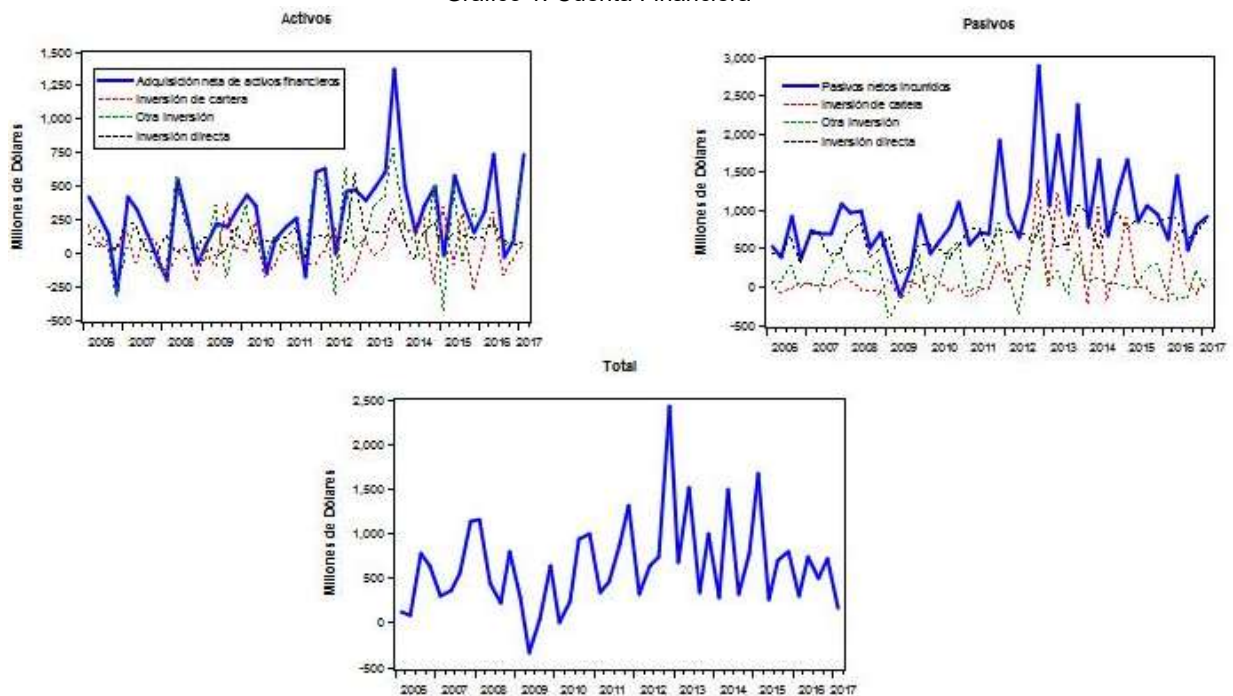 Gráfico 1. Cuenta Financiera
Activos
Millones de Dólares
1,500
1,250
1,000
750
500
250
0
-250
-500
Adquisición neta de activos financieros
Inversión de cartera
Otra inversión
Inversión directa
2006 2007 2008 2009 2010 2011 2012 2013 2014 2015 2016 2017
Pasivos
Millones de Dólares
3,000
2,500
2,000
1,500
1,000
500
0
-500
Pasivos netos incurridos
Inversión de cartera
Otra inversión
Inversión directa
2006 2007 2008 2009 2010 2011 2012 2013 2014 2015 2016 2017
Total
Millones de Dólares
2,500
2,000
1,500
1,000
500
0
-500
2006 2007 2008 2009 2010 2011 2012 2013 2014 2015 2016 2017